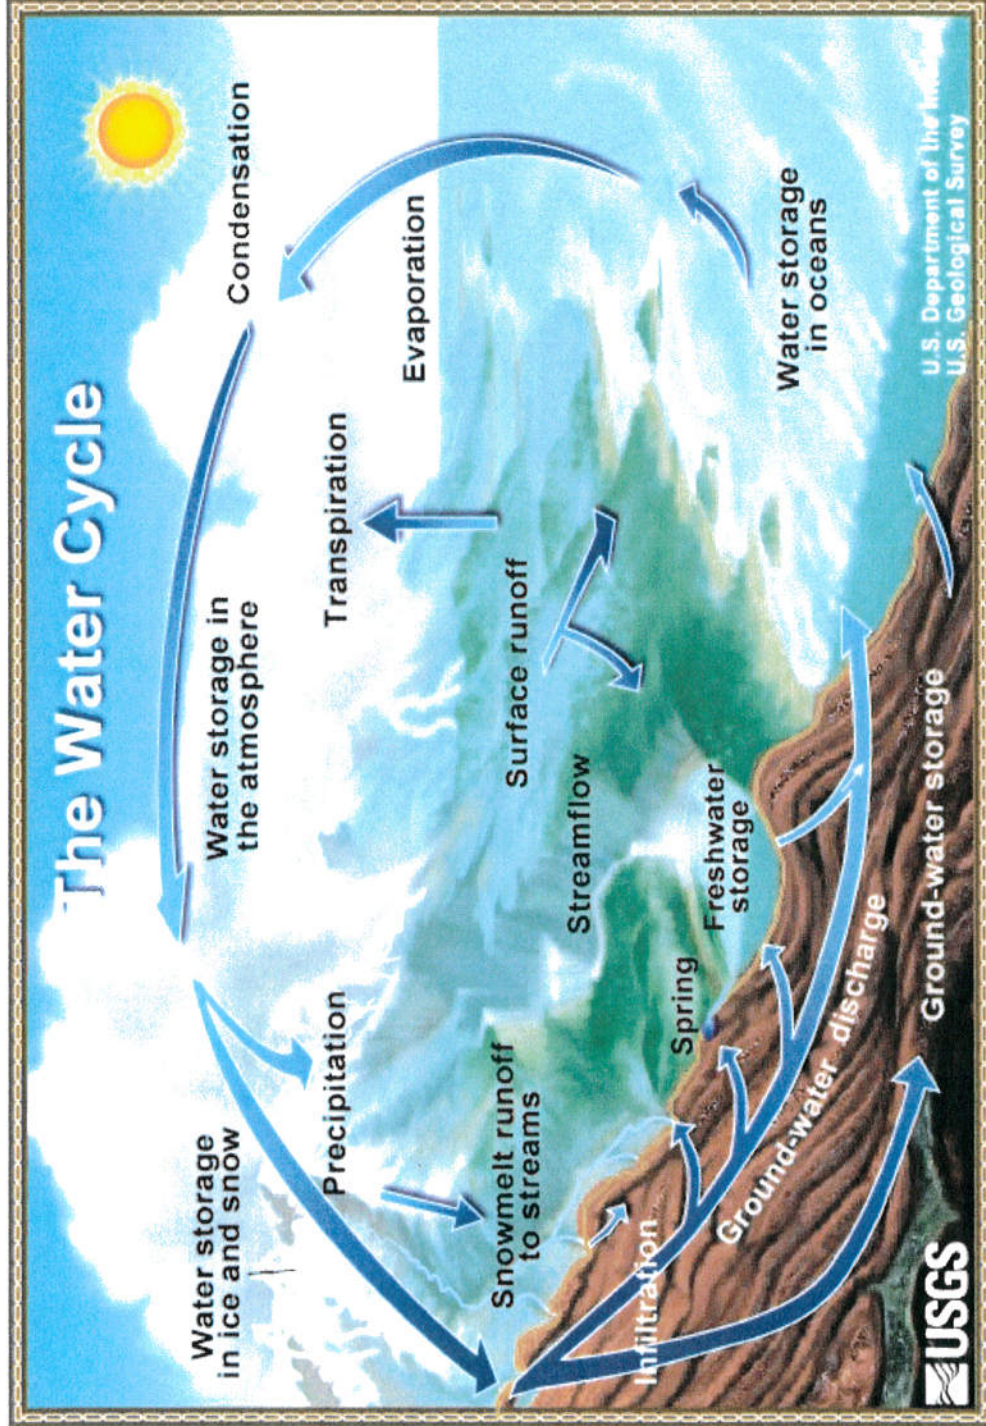 The Water Cycle
Water storage
in ice and snow
Water storage in
the atmosphere
Condensation
Precipitation
Transpiration
Evaporation
Snowmelt runoff
to streams
Surface runoff
Streamflow
Spring
Freshwater
storage
Water storage
in oceans
Infiltration
Ground-water discharge
Ground-water storage
USGS
U.S. Department of the
U.S. Geological Survey